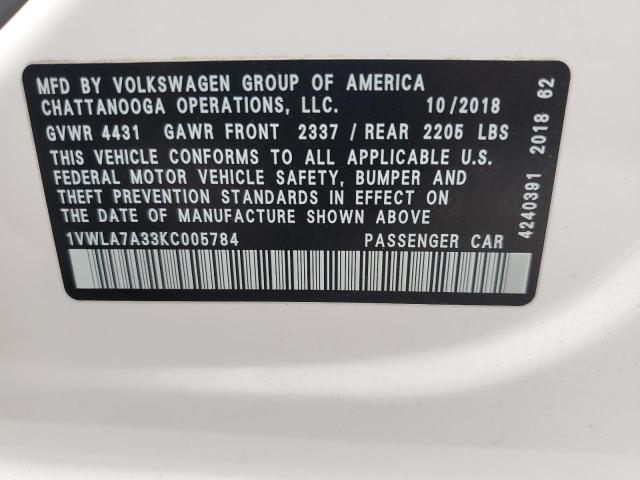 MFD BY VOLKSWAGEN GROUP OF AMERICA
CHATTANOOGA OPERATIONS, LLC. 10/2018
GVWR 4431 GAWR FRONT 2337 / REAR 2205 LBS
THIS VEHICLE CONFORMS TO ALL APPLICABLE U.S.
FEDERAL MOTOR VEHICLE SAFETY, BUMPER AND
THEFT PREVENTION STANDARDS IN EFFECT ON
THE DATE OF MANUFACTURE SHOWN ABOVE
1VWLA7A33KC005784 PASSENGER CAR
4240391 2018 62